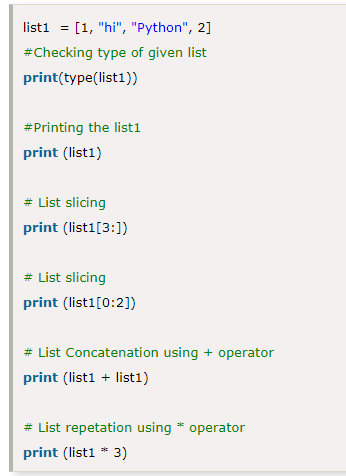 list1  = [1, "hi", "Python", 2]
#Checking type of given list
print(type(list1))
#Printing the list1
print (list1)
# List slicing
print (list1[3:])
# List slicing
print (list1[0:2])
# List Concatenation using + operator
print (list1 + list1)
# List repetation using * operator
print (list1 * 3)